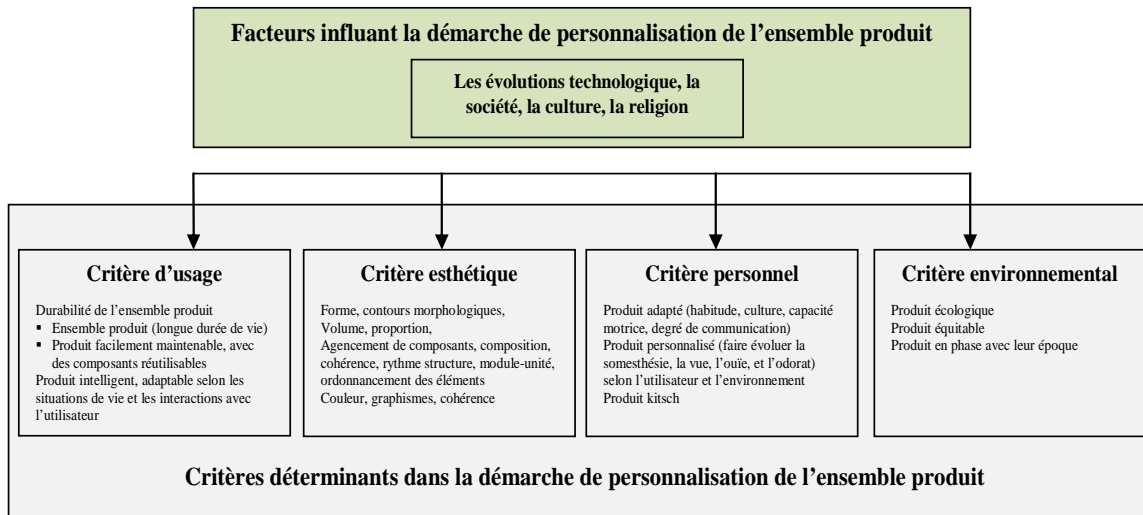 Facteurs influant la démarche de personnalisation de l’ensemble produit
Les évolutions technologique, la
société, la culture, la religion
Critère d’usage
Durabilité de l’ensemble produit
▪ Ensemble produit (longue durée de vie)
▪ Produit facilement maintenable, avec
des composants réutilisables
Produit intelligent, adaptable selon les
situations de vie et les interactions avec
l’utilisateur
Critère esthétique
Forme, contours morphologiques,
Volume, proportion,
Agencement de composants, composition,
cohérence, rythme structure, module-unité,
ordonnancement des éléments
Couleur, graphismes, cohérence
Critère personnel
Produit adapté (habitude, culture, capacité
motrice, degré de communication)
Produit personnalisé (faire évoluer la
somesthésie, la vue, l’ouïe, et l’odorat)
selon l’utilisateur et l’environnement
Produit kitsch
Critère environnemental
Produit écologique
Produit équitable
Produit en phase avec leur époque
Critères déterminants dans la démarche de personnalisation de l’ensemble produit